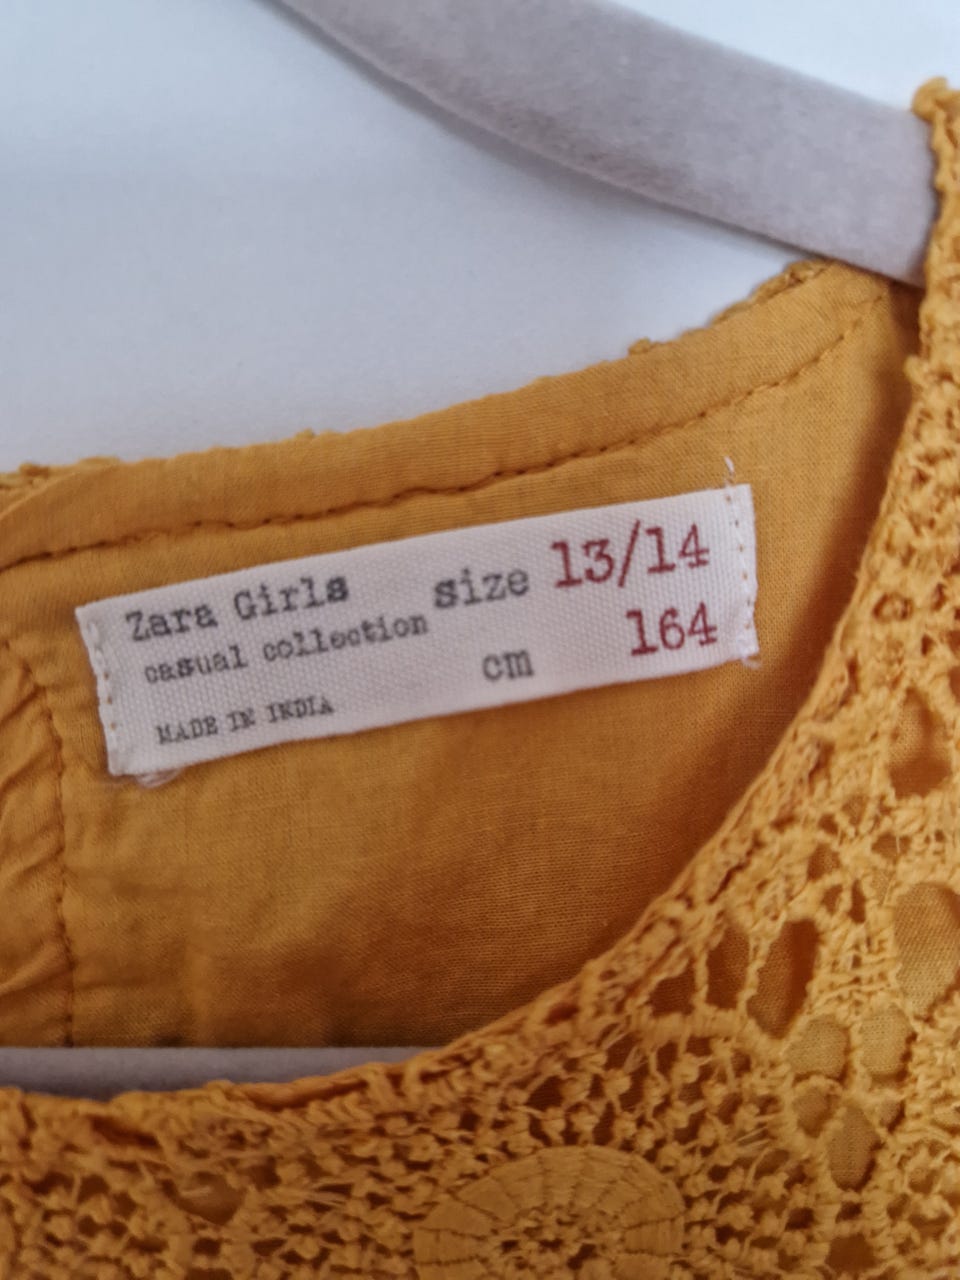 Zara Girls size 13/14
casual collection
cm 164
MADE IN INDIA